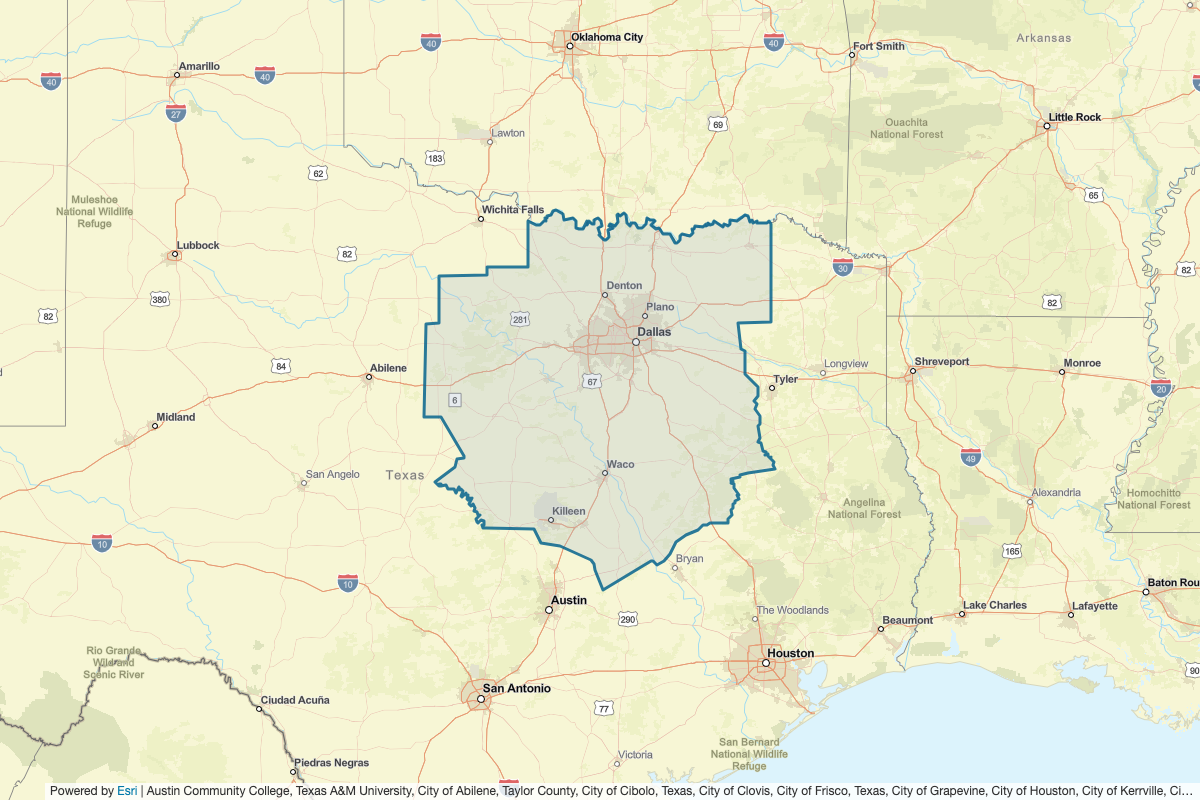 Oklahoma City
40
40
Fort Smith
Arkansas
Amarillo
40
40
27
Little Rock
69
Ouachita
National Forest
Lawton
183
62
65
Muleshoe
National Wildlife
Refuge
Wichita Falls
Lubbock
82
30
82
380
Denton
82
82
Plano
281
Dallas
84
Abilene
Longview
Shreveport
Monroe
67
Tyler
20
6
Midland
49
Waco
San Angelo
Texas
Alexandria
Homochitto
National Forest
Angelina
National Forest
Killeen
10
165
Bryan
10
Baton Rou
Austin
The Woodlands
Lake Charles
Lafayette
290
Beaumont
Rio Grande
Wild and
Scenic River
Houston
90
San Antonio
Ciudad Acuña
77
San Bernard
National Wildlife
Refuge
Victoria
Piedras Negras
Powered by Esri | Austin Community College, Texas A&M University, City of Abilene, Taylor County, City of Cibolo, Texas, City of Clovis, City of Frisco, Texas, City of Grapevine, City of Houston, City of Kerrville, Ci...